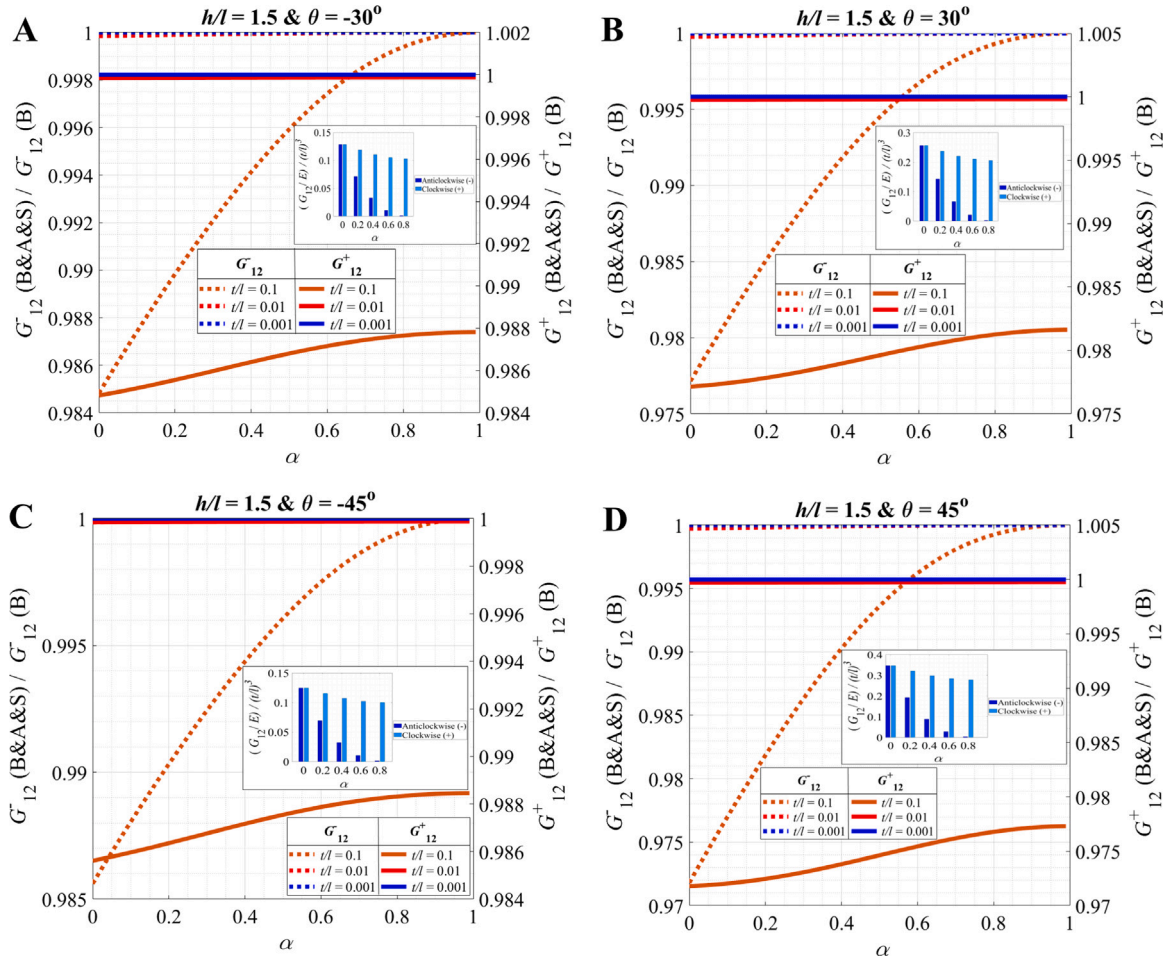 A
h/l = 1.5 & θ = -30°
G⁻₁₂ (B&A&S) / G⁻₁₂ (B)
1
0.998
0.996
0.994
0.992
0.99
0.988
0.986
0.984
1.002
1
0.998
0.996
0.994
0.992
0.99
0.988
0.986
0.984
G⁺₁₂ (B&A&S) / G⁺₁₂ (B)
(G₁₂/E) / (t/l)³
0.15
0.1
0.05
0
0 0.2 0.4 0.6 0.8
α
Anticlockwise (-)
Clockwise (+)
G⁻₁₂ G⁺₁₂
t/l = 0.1 t/l = 0.1
t/l = 0.01 t/l = 0.01
t/l = 0.001 t/l = 0.001
0 0.2 0.4 0.6 0.8 1
α
B
h/l = 1.5 & θ = 30°
G⁻₁₂ (B&A&S) / G⁻₁₂ (B)
1
0.995
0.99
0.985
0.98
0.975
1.005
1
0.995
0.99
0.985
0.98
0.975
G⁺₁₂ (B&A&S) / G⁺₁₂ (B)
(G₁₂/E) / (t/l)³
0.3
0.2
0.1
0
0 0.2 0.4 0.6 0.8
α
Anticlockwise (-)
Clockwise (+)
G⁻₁₂ G⁺₁₂
t/l = 0.1 t/l = 0.1
t/l = 0.01 t/l = 0.01
t/l = 0.001 t/l = 0.001
0 0.2 0.4 0.6 0.8 1
α
C
h/l = 1.5 & θ = -45°
G⁻₁₂ (B&A&S) / G⁻₁₂ (B)
1
0.995
0.99
0.985
1
0.998
0.996
0.994
0.992
0.99
0.988
0.986
0.984
G⁺₁₂ (B&A&S) / G⁺₁₂ (B)
(G₁₂/E) / (t/l)³
0.15
0.1
0.05
0
0 0.2 0.4 0.6 0.8
α
Anticlockwise (-)
Clockwise (+)
G⁻₁₂ G⁺₁₂
t/l = 0.1 t/l = 0.1
t/l = 0.01 t/l = 0.01
t/l = 0.001 t/l = 0.001
0 0.2 0.4 0.6 0.8 1
α
D
h/l = 1.5 & θ = 45°
G⁻₁₂ (B&A&S) / G⁻₁₂ (B)
1
0.995
0.99
0.985
0.98
0.975
0.97
1.005
1
0.995
0.99
0.985
0.98
0.975
0.97
G⁺₁₂ (B&A&S) / G⁺₁₂ (B)
(G₁₂/E) / (t/l)³
0.4
0.3
0.2
0.1
0
0 0.2 0.4 0.6 0.8
α
Anticlockwise (-)
Clockwise (+)
G⁻₁₂ G⁺₁₂
t/l = 0.1 t/l = 0.1
t/l = 0.01 t/l = 0.01
t/l = 0.001 t/l = 0.001
0 0.2 0.4 0.6 0.8 1
α